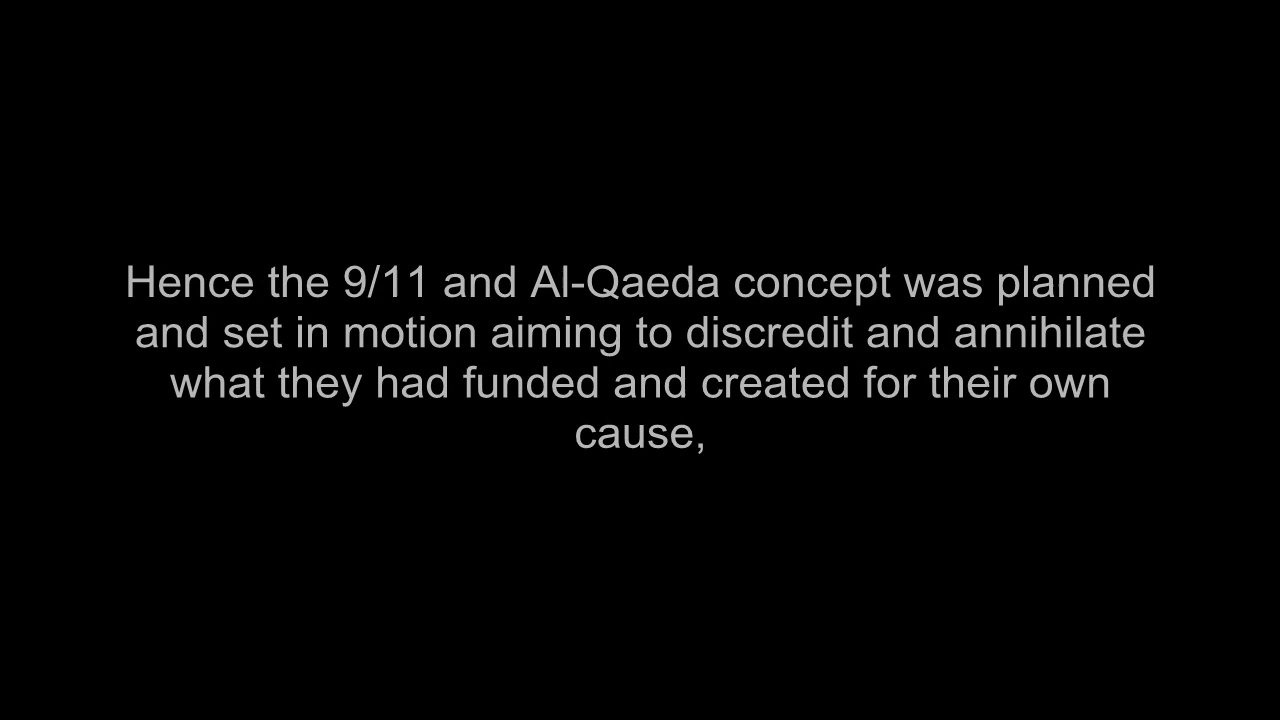 Hence the 9/11 and Al-Qaeda concept was planned
and set in motion aiming to discredit and annihilate
what they had funded and created for their own
cause,